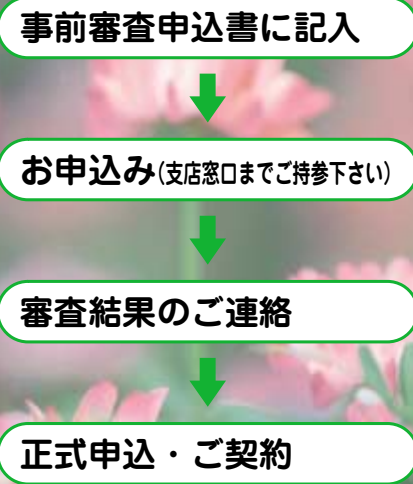 事前審査申込書に記入
お申込み(支店窓口までご持参下さい)
審査結果のご連絡
正式申込・ご契約